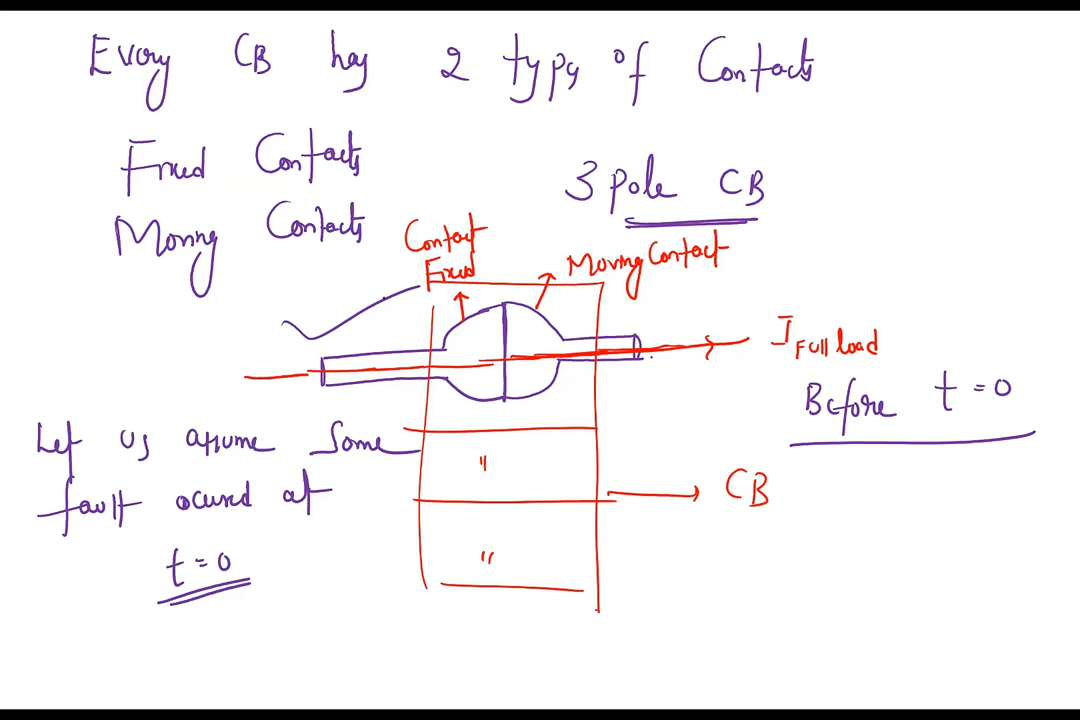 Every CB has 2 types of Contacts
Fixed Contacts
Moving Contacts
3 pole CB
Contact
Fixed
Moving Contact
I Full load
Before t = 0
Let us assume Some
fault occured at
t = 0
"
CB
"